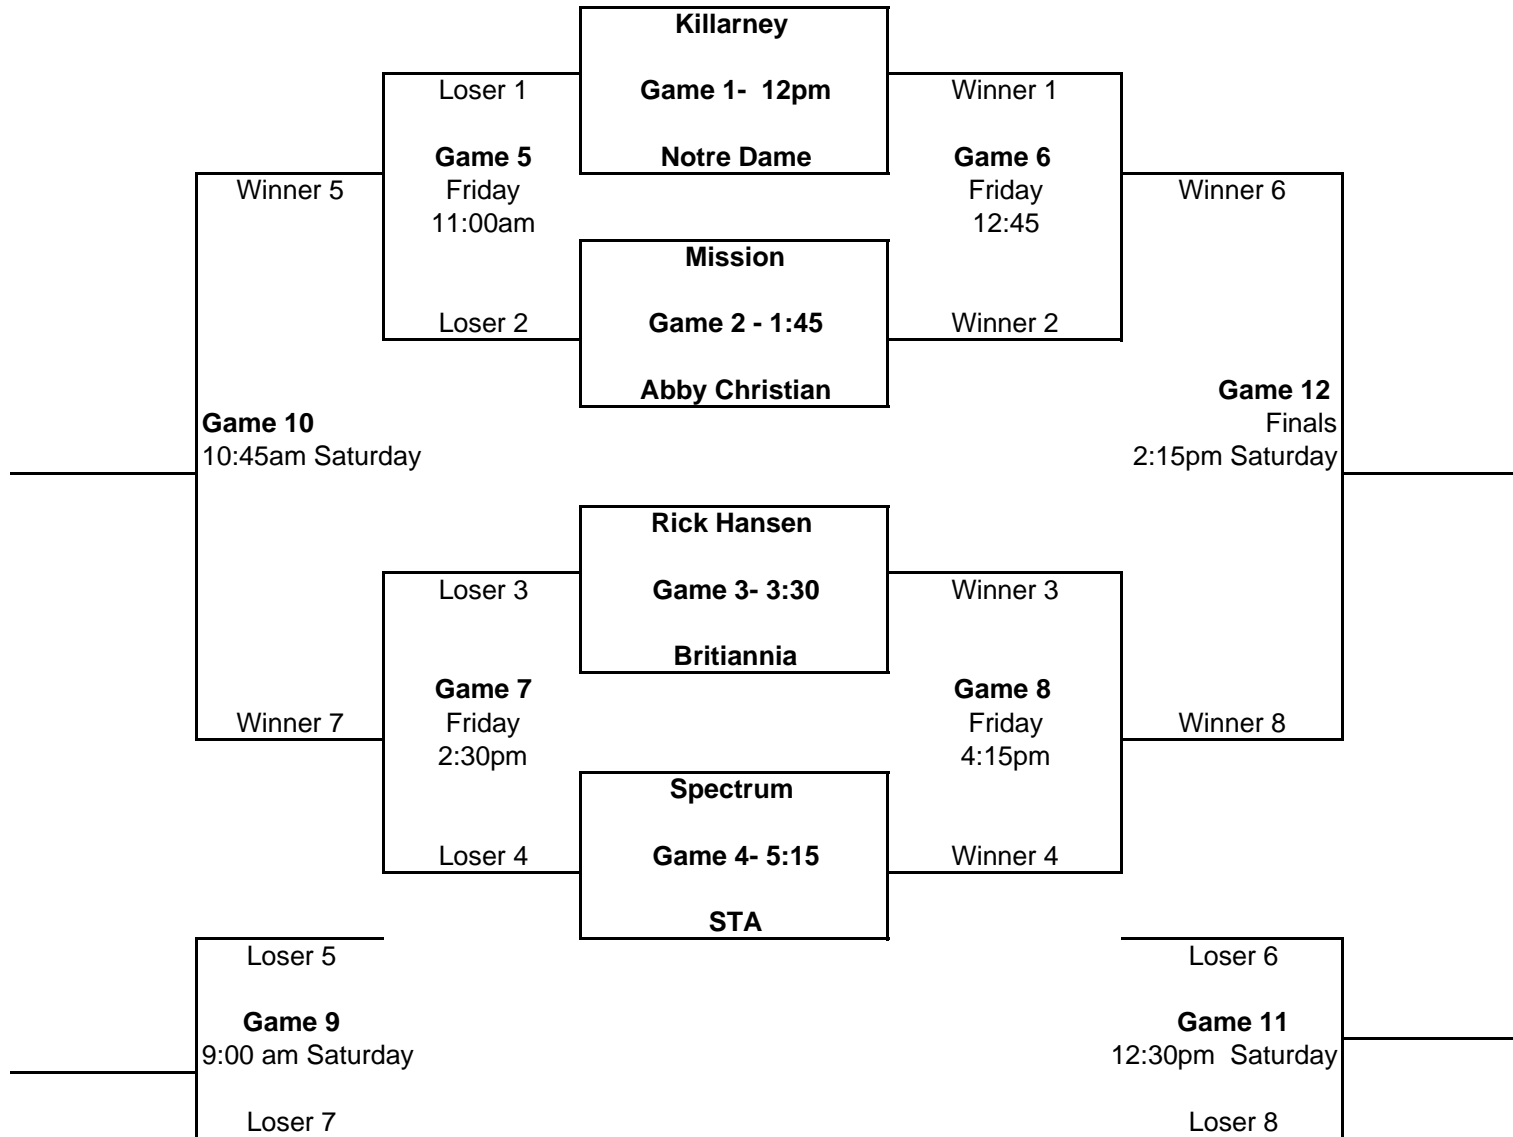 Killarney
Loser 1
Game 1-  12pm
Winner 1
Game 5
Notre Dame
Game 6
Winner 5
Friday
Friday
Winner 6
11:00am
12:45
Mission
Loser 2
Game 2 - 1:45
Winner 2
Abby Christian
Game 12
Game 10
Finals
10:45am Saturday
2:15pm Saturday
Rick Hansen
Loser 3
Game 3- 3:30
Winner 3
Britiannia
Game 7
Game 8
Winner 7
Friday
Friday
Winner 8
2:30pm
4:15pm
Spectrum
Loser 4
Game 4- 5:15
Winner 4
STA
Loser 5
Loser 6
Game 9
Game 11
9:00 am Saturday
12:30pm  Saturday
Loser 7
Loser 8